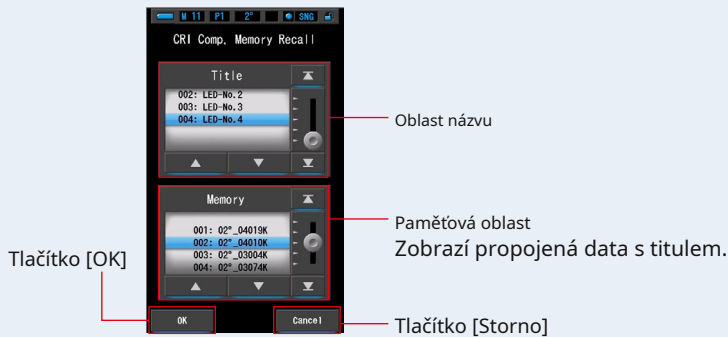 M 11 P1 2° SNG
CRI Comp. Memory Recall
Title
002: LED-No.2
003: LED-No.3
004: LED-No.4
Oblast názvu
Memory
001: 02°_04019K
002: 02°_04010K
003: 02°_03004K
004: 02°_03074K
Paměťová oblast
Zobrazí propojená data s titulem.
Tlačítko [OK]
OK
Cancel
Tlačítko [Storno]